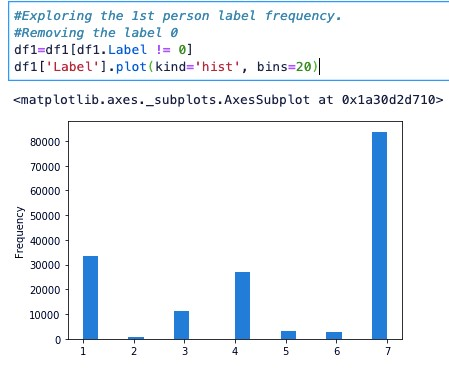 #Exploring the 1st person label frequency.
#Removing the label 0
df1=df1[df1.Label != 0]
df1['Label'].plot(kind='hist', bins=20)
<matplotlib.axes._subplots.AxesSubplot at 0x1a30d2d710>
80000
70000
60000
50000
40000
30000
20000
10000
0
Frequency
1 2 3 4 5 6 7